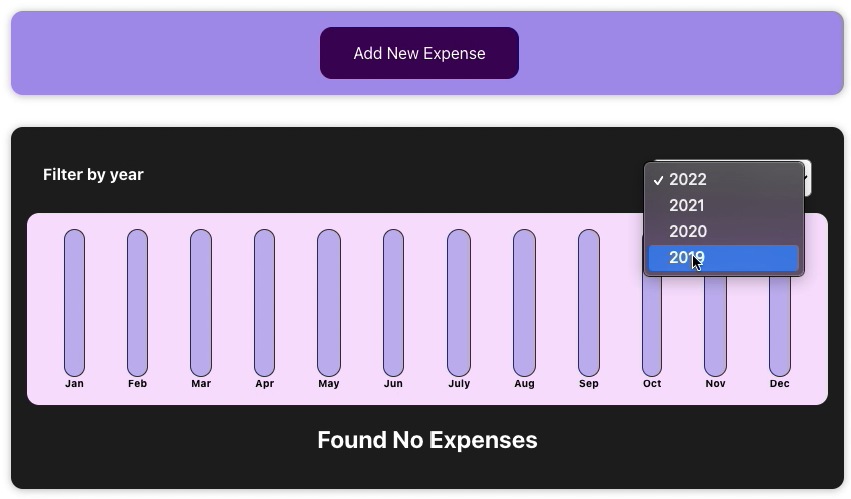 Add New Expense
Filter by year
✓ 2022
2021
2020
2019
Jan Feb Mar Apr May Jun July Aug Sep Oct Nov Dec
Found No Expenses